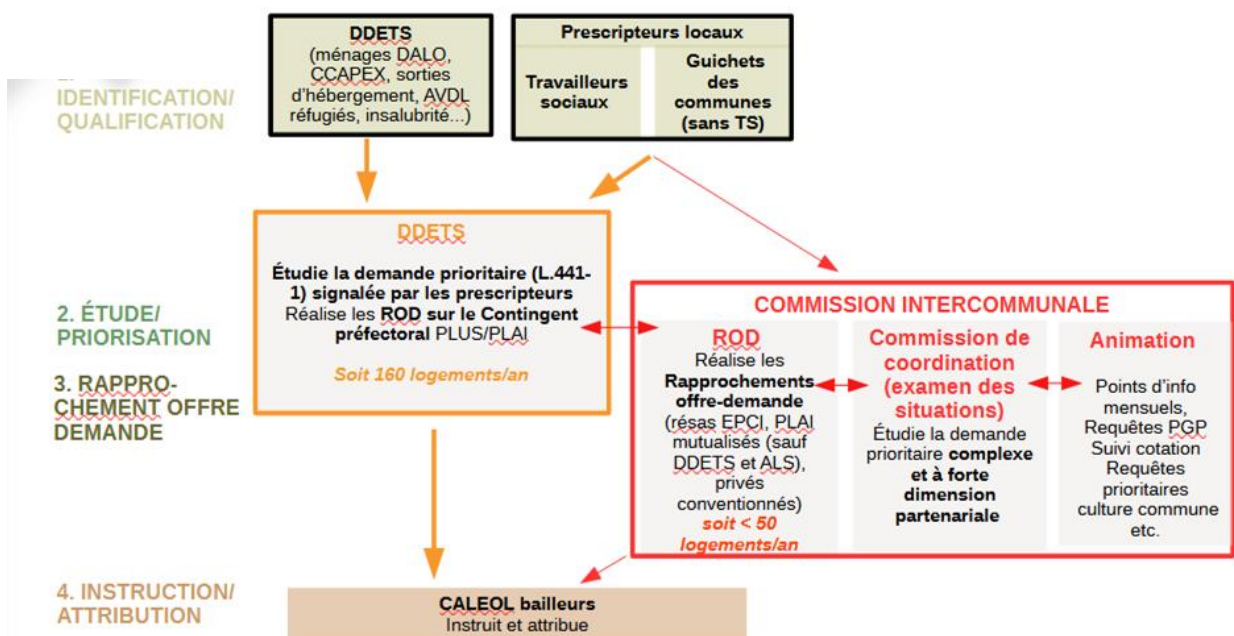 IDENTIFICATION/
QUALIFICATION
DDETS
(ménages DALO,
CCAPEX, sorties
d'hébergement, AVDL
réfugiés, insalubrité...)
Prescripteurs locaux
Travailleurs
sociaux
Guichets
des
communes
(sans TS)
2. ÉTUDE/
PRIORISATION
3. RAPPRO-
CHEMENT OFFRE
DEMANDE
DDETS
Étudie la demande prioritaire (L.441-
1) signalée par les prescripteurs
Réalise les ROD sur le Contingent
préfectoral PLUS/PLAI
Soit 160 logements/an
COMMISSION INTERCOMMUNALE
ROD
Réalise les
Rapprochements
offre-demande
(résas EPCI, PLAI
mutualisés (sauf
DDETS et ALS),
privés
conventionnés)
soit < 50
logements/an
Commission de
coordination
(examen des
situations)
Étudie la demande
prioritaire complexe
et à forte
dimension
partenariale
Animation
Points d'info
mensuels,
Requêtes PGP
Suivi cotation
Requêtes
prioritaires
culture commune
etc.
4. INSTRUCTION/
ATTRIBUTION
CALEOL bailleurs
Instruit et attribue